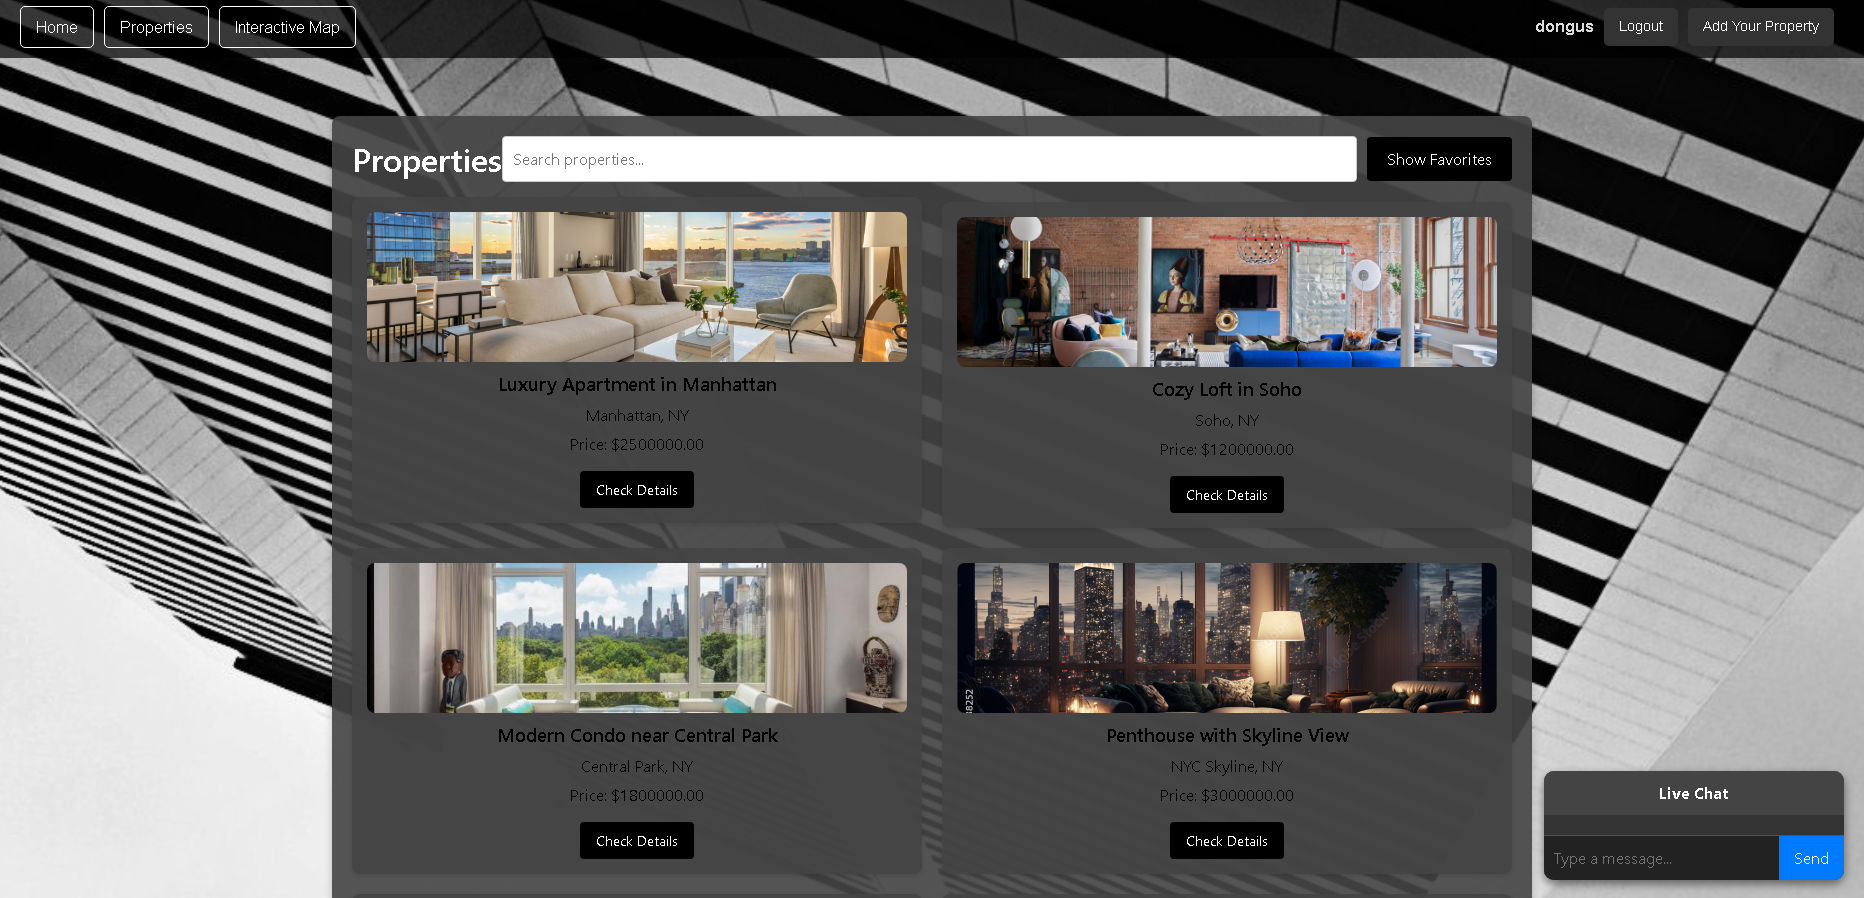 Home Properties Interactive Map dongus Logout Add Your Property
Properties Search properties... Show Favorites
Luxury Apartment in Manhattan
Manhattan, NY
Price: $2500000.00
Check Details
Cozy Loft in Soho
Soho, NY
Price: $1200000.00
Check Details
Modern Condo near Central Park
Central Park, NY
Price: $1800000.00
Check Details
38252
Penthouse with Skyline View
NYC Skyline, NY
Price: $3000000.00
Check Details
Live Chat
Type a message... Send